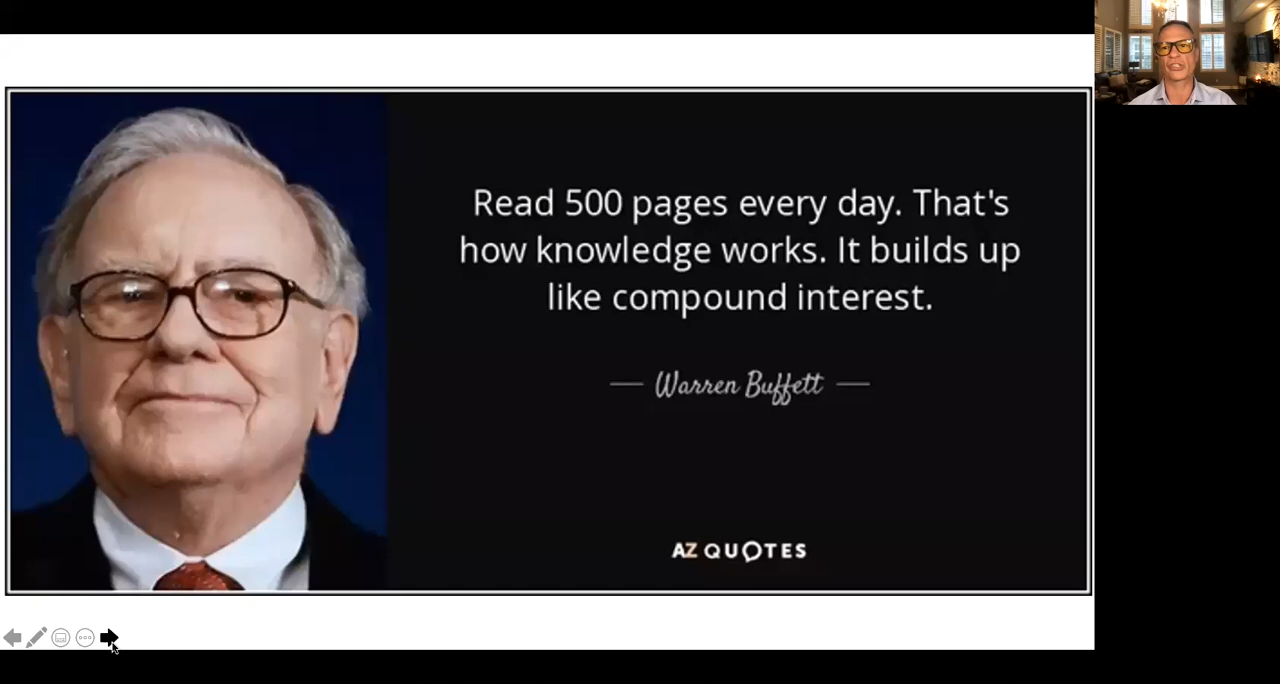 Read 500 pages every day. That's
how knowledge works. It builds up
like compound interest.
— Warren Buffett —
AZ QUOTES